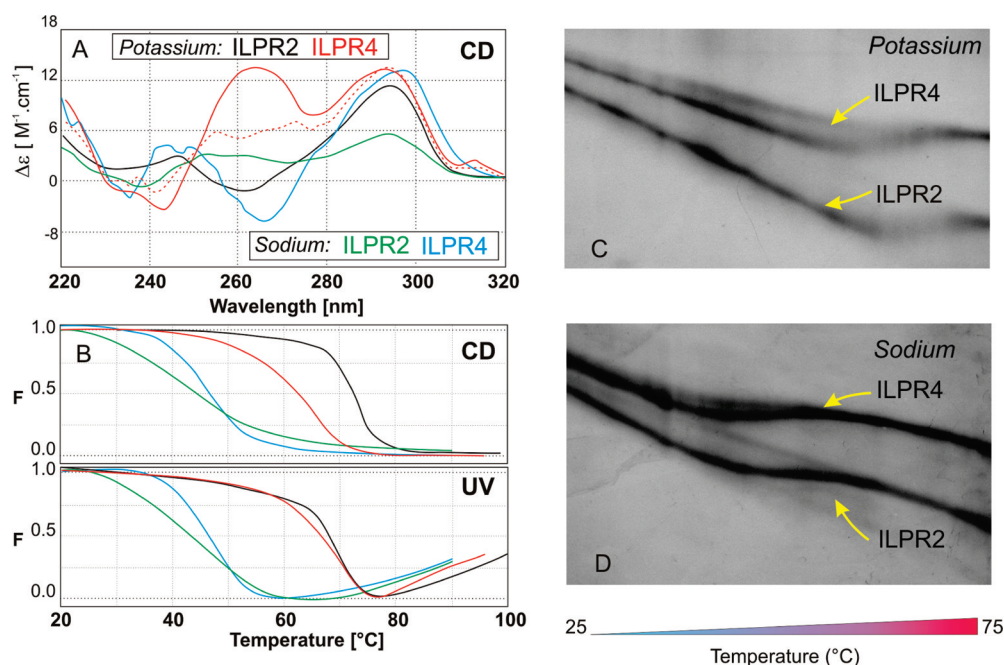 18
A
Potassium: ILPR2 ILPR4
CD
12
6
0
-8
Δε [ M⁻¹.cm⁻¹]
Sodium: ILPR2 ILPR4
220 240 260 280 300 320
Wavelength [nm]
1.0
B
CD
F
0.5
0.0
1.0
UV
F
0.5
0.0
20 40 60 80 100
Temperature [°C]
Potassium
ILPR4
ILPR2
C
Sodium
ILPR4
ILPR2
D
25 75
Temperature (°C)